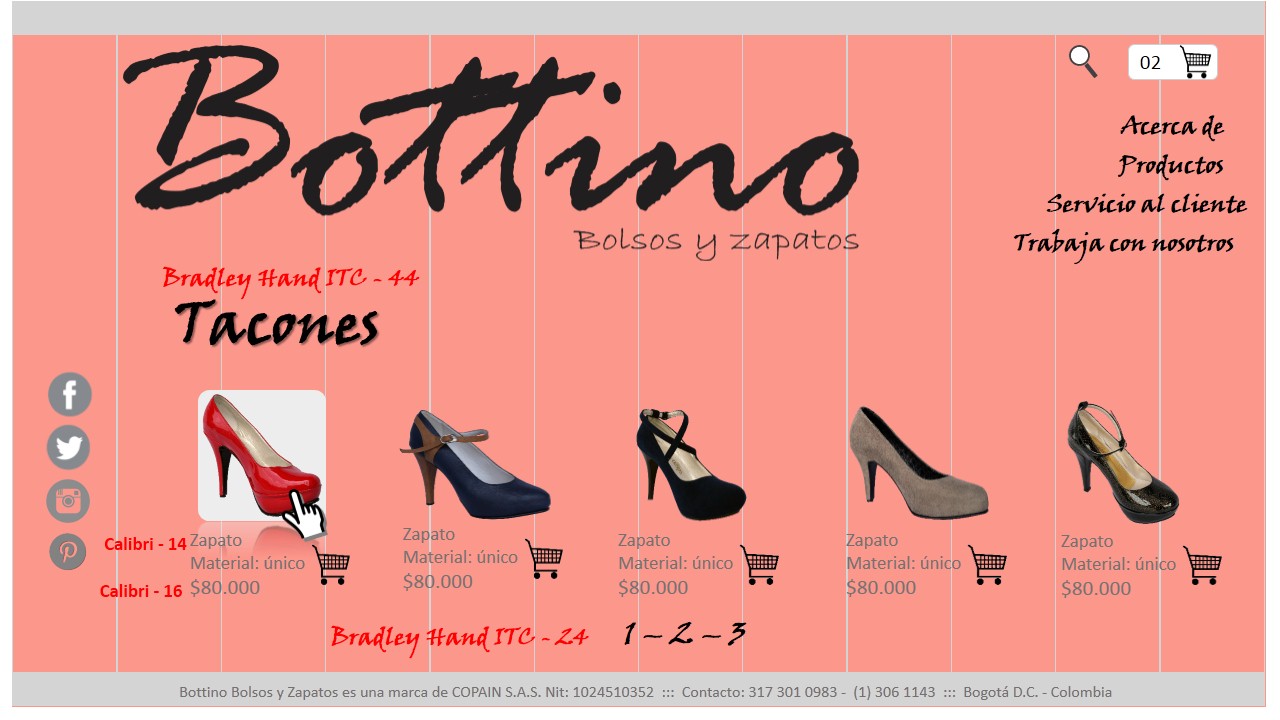 Bottino
Bolsos y zapatos
02
Acerca de
Productos
Servicio al cliente
Trabaja con nosotros
Bradley Hand ITC - 44
Tacones
Calibri - 14
Calibri - 16
Zapato
Material: único
$80.000
Zapato
Material: único
$80.000
Zapato
Material: único
$80.000
Zapato
Material: único
$80.000
Zapato
Material: único
$80.000
Bradley Hand ITC - 24
1 – 2 – 3
Bottino Bolsos y Zapatos es una marca de COPAIN S.A.S. Nit: 1024510352 ::: Contacto: 317 301 0983 - (1) 306 1143 ::: Bogotá D.C. - Colombia